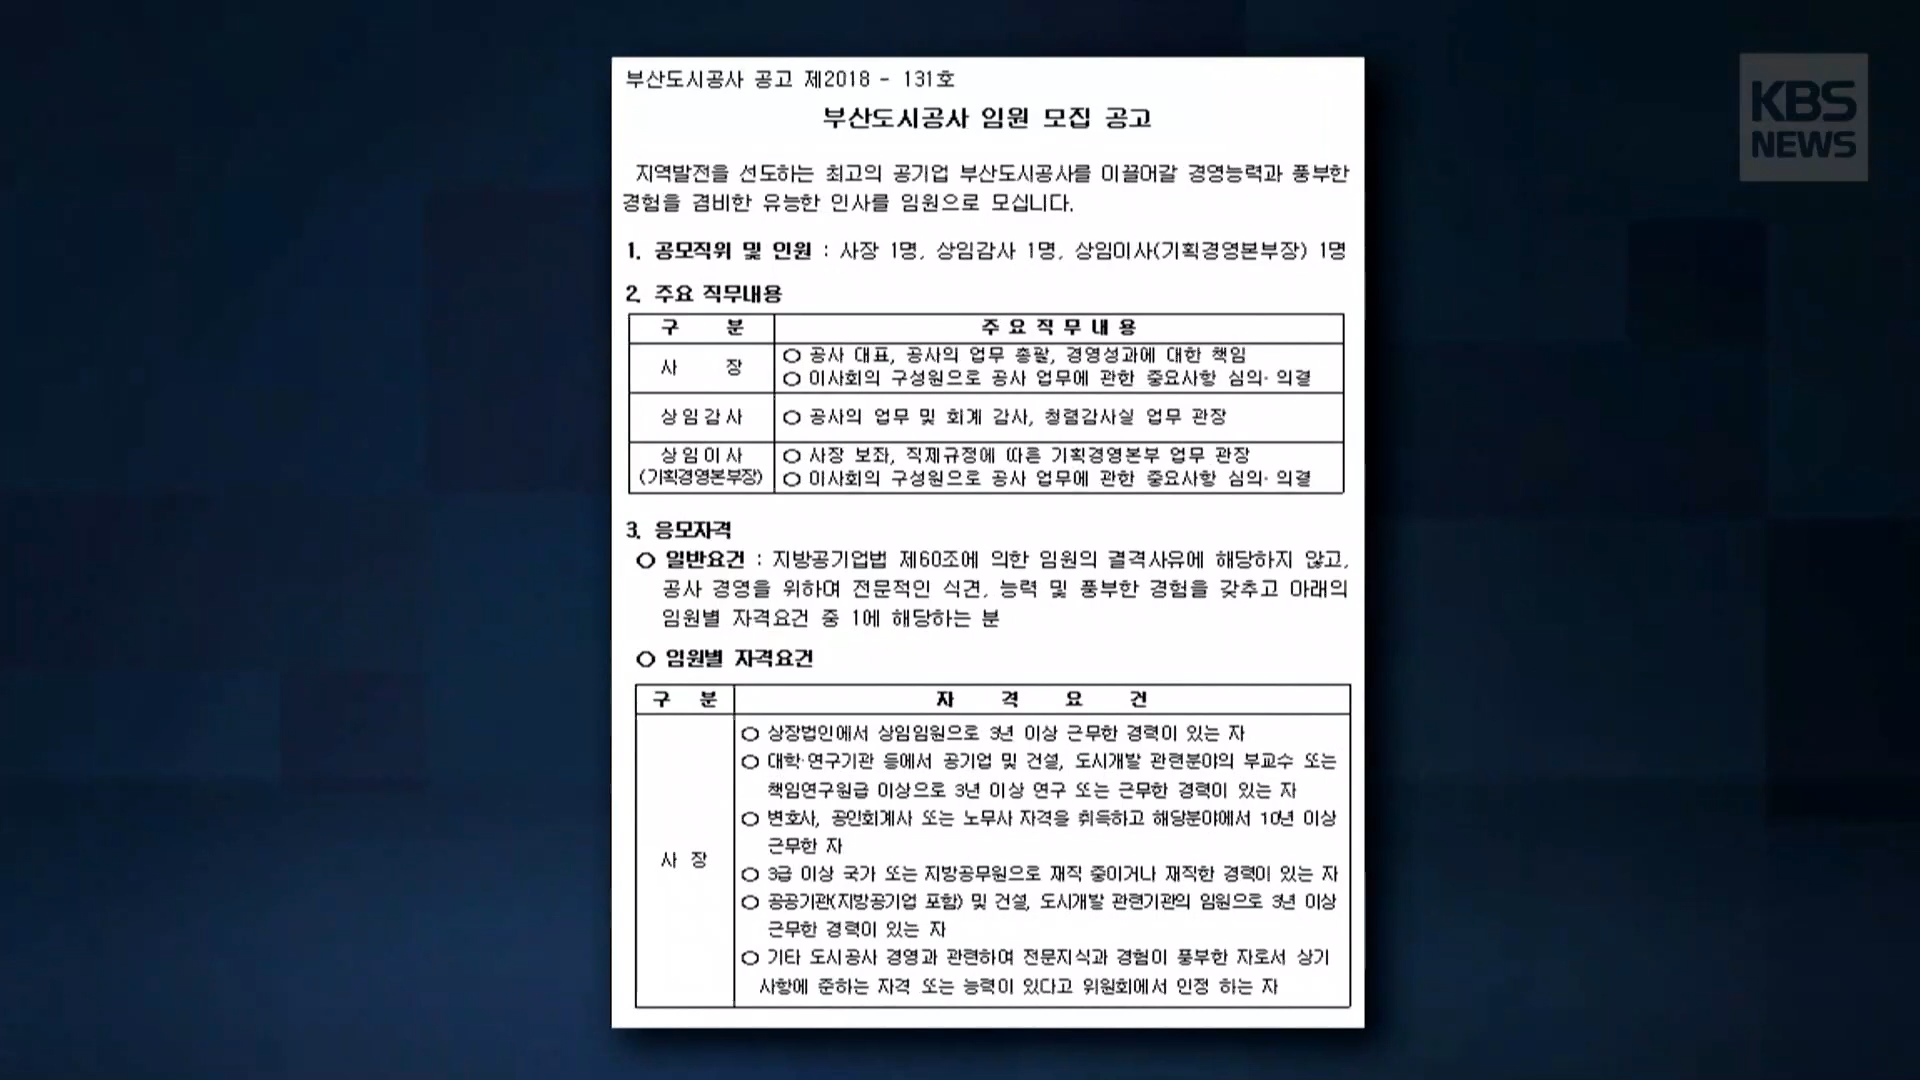 부산도시공사 공고 제2018 - 131호
KBS
NEWS
부산도시공사 임원 모집 공고
지역발전을 선도하는 최고의 공기업 부산도시공사를 이끌어갈 경영능력과 풍부한
경험을 겸비한 유능한 인사를 임원으로 모십니다.
1. 공모직위 및 인원 : 사장 1명, 상임감사 1명, 상임이사(기획경영본부장) 1명
2. 주요 직무내용
구 분 주 요 직 무 내 용
사 장
○ 공사 대표, 공사의 업무 총괄, 경영성과에 대한 책임
○ 이사회의 구성원으로 공사 업무에 관한 중요사항 심의·의결
상임감사 ○ 공사의 업무 및 회계 감사, 청렴감사실 업무 관장
상임이사 ○ 사장 보좌, 직제규정에 따른 기획경영본부 업무 관장
(기획경영본부장) ○ 이사회의 구성원으로 공사 업무에 관한 중요사항 심의·의결
3. 응모자격
○ 일반요건 : 지방공기업법 제60조에 의한 임원의 결격사유에 해당하지 않고,
공사 경영을 위하여 전문적인 식견, 능력 및 풍부한 경험을 갖추고 아래의
임원별 자격요건 중 1에 해당하는 분
○ 임원별 자격요건
구 분 자 격 요 건
사 장
○ 상장법인에서 상임임원으로 3년 이상 근무한 경력이 있는 자
○ 대학·연구기관 등에서 공기업 및 건설, 도시개발 관련분야의 부교수 또는
책임연구원급 이상으로 3년 이상 연구 또는 근무한 경력이 있는 자
○ 변호사, 공인회계사 또는 노무사 자격을 취득하고 해당분야에서 10년 이상
근무한 자
○ 3급 이상 국가 또는 지방공무원으로 재직 중이거나 재직한 경력이 있는 자
○ 공공기관(지방공기업 포함) 및 건설, 도시개발 관련기관의 임원으로 3년 이상
근무한 경력이 있는 자
○ 기타 도시공사 경영과 관련하여 전문지식과 경험이 풍부한 자로서 상기
사항에 준하는 자격 또는 능력이 있다고 위원회에서 인정 하는 자